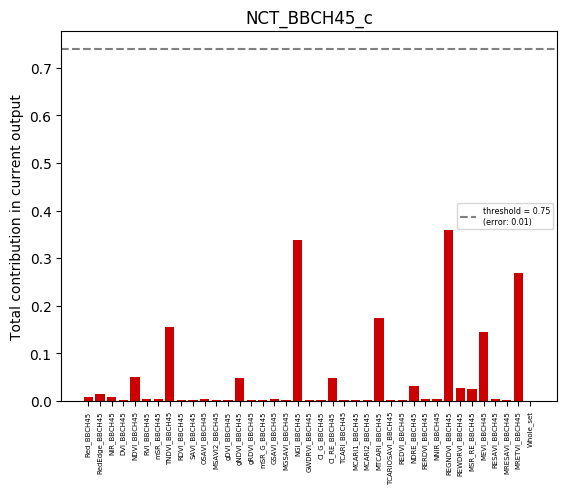 NCT_BBCH45_c
Total contribution in current output
0.7
0.6
0.5
0.4
0.3
0.2
0.1
0.0
threshold = 0.75
(error: 0.01)
Red_BBCH45
RedEdge_BBCH45
NIR_BBCH45
DVI_BBCH45
NDVI_BBCH45
RVI_BBCH45
mSR_BBCH45
TNDVI_BBCH45
RDVI_BBCH45
SAVI_BBCH45
OSAVI_BBCH45
MSAVI2_BBCH45
gDVI_BBCH45
gNDVI_BBCH45
gRDVI_BBCH45
mSR_G_BBCH45
GSAVI_BBCH45
MGSAVI_BBCH45
NGI_BBCH45
GWDRVI_BBCH45
CI_G_BBCH45
CI_RE_BBCH45
TCARI_BBCH45
MCARI1_BBCH45
MCARI2_BBCH45
MTCARI_BBCH45
TCARIOSAVI_BBCH45
REDVI_BBCH45
NDRE_BBCH45
RERDVI_BBCH45
NNIR_BBCH45
REGNDVI_BBCH45
REWDRVI_BBCH45
MSR_RE_BBCH45
MEVI_BBCH45
RESAVI_BBCH45
MRESAVI_BBCH45
MRETVI_BBCH45
Whole_set